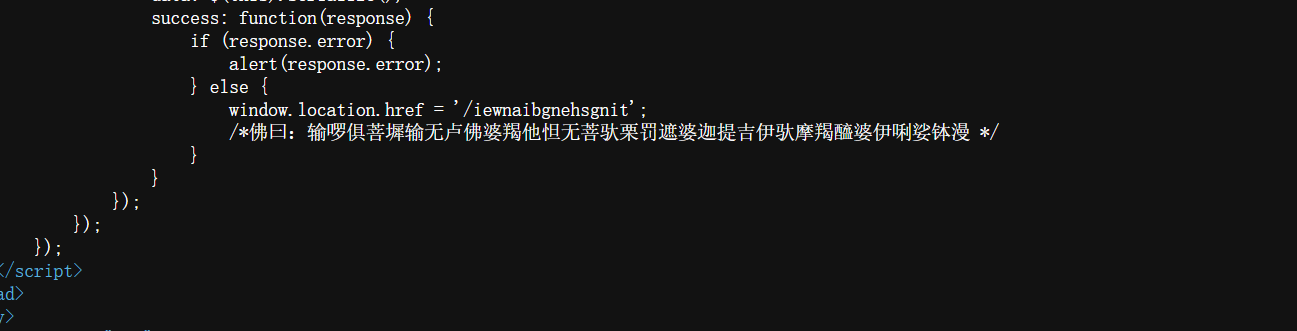 success: function(response) {
if (response.error) {
alert(response.error);
} else {
window.location.href = '/iewnaibgnehsgnit';
/*佛曰：输啰俱菩墀输无卢佛婆羯他怛无菩驮栗罚遮婆迦提吉伊驮摩羯醯婆伊唎娑钵漫 */
}
}
});
});
});
</script>
ad>
y>